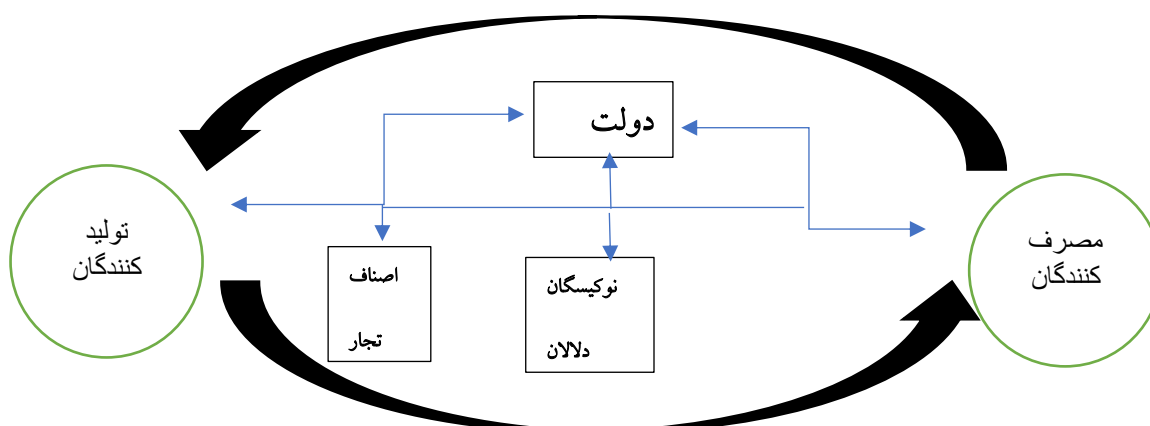 دولت
تولید
کنندگان
مصرف
کنندگان
اصناف
تجار
نوکیسگان
دلالان